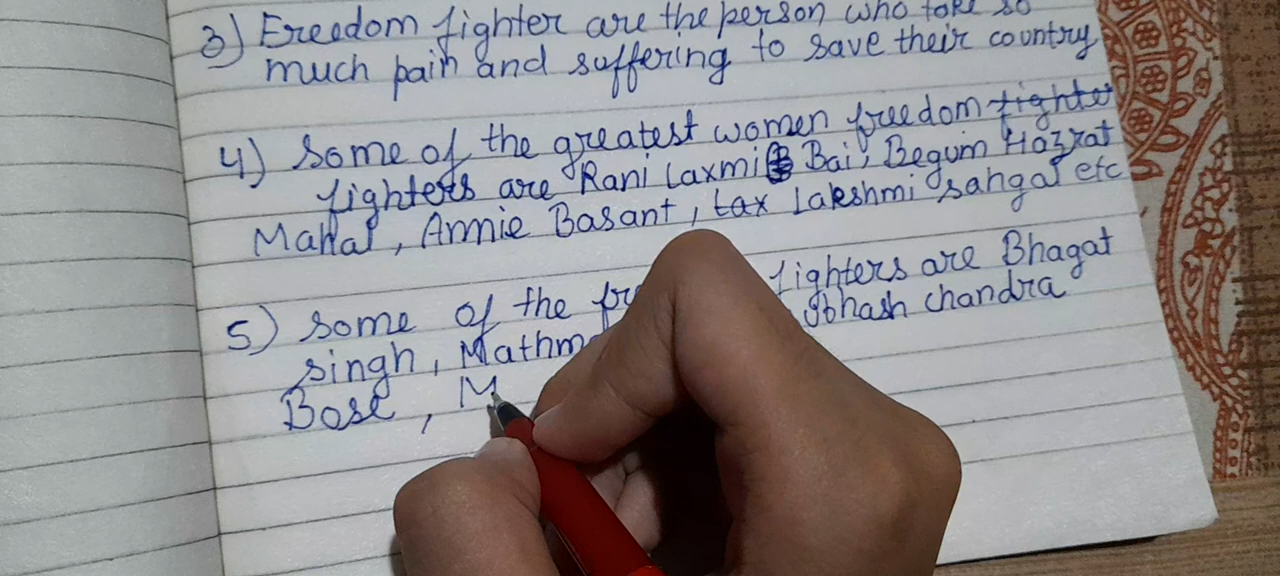 3) Freedom fighter are the person who take so
much pain and suffering to save their country
4) Some of the greatest women freedom fighter
fighters are Rani Laxmi Bai, Begum Hazrat
Mahal, Annie Basant, tax Lakshmi sahgal etc
5) Some of the fighters are Bhagat
singh, chandra
Bose, M